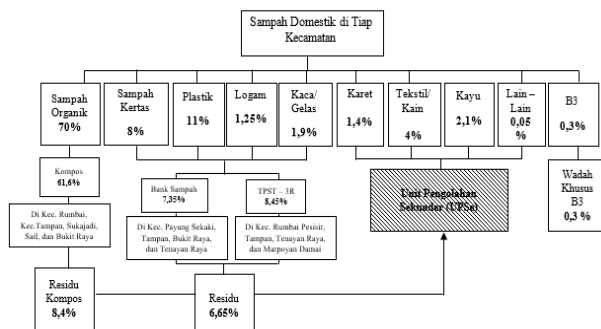 Sampah Domestik di Tiap
Kecamatan
Sampah
Organik
70%
Sampah
Kertas
8%
Plastik
11%
Logam
1,25%
Kaca/
Gelas
1,9%
Karet
1,4%
Tekstil/
Kain
4%
Kayu
2,1%
Lain –
Lain
0,05
%
B3
0,3%
Kompos
61,6%
Bank Sampah
7,35%
TPST – 3R
8,45%
Unit Pengolahan
Sekunder (UPSe)
Wadah
Khusus
B3
0,3 %
Di Kec. Rumbai,
Kec.Tampan, Sukajadi,
Sail, dan Bukit Raya
Di Kec. Payung Sekaki,
Tampan, Bukit Raya,
dan Tenayan Raya
Di Kec. Rumbai Pesisir,
Tampan, Tenayan Raya,
dan Marpoyan Damai
Residu
Kompos
8,4%
Residu
6,65%